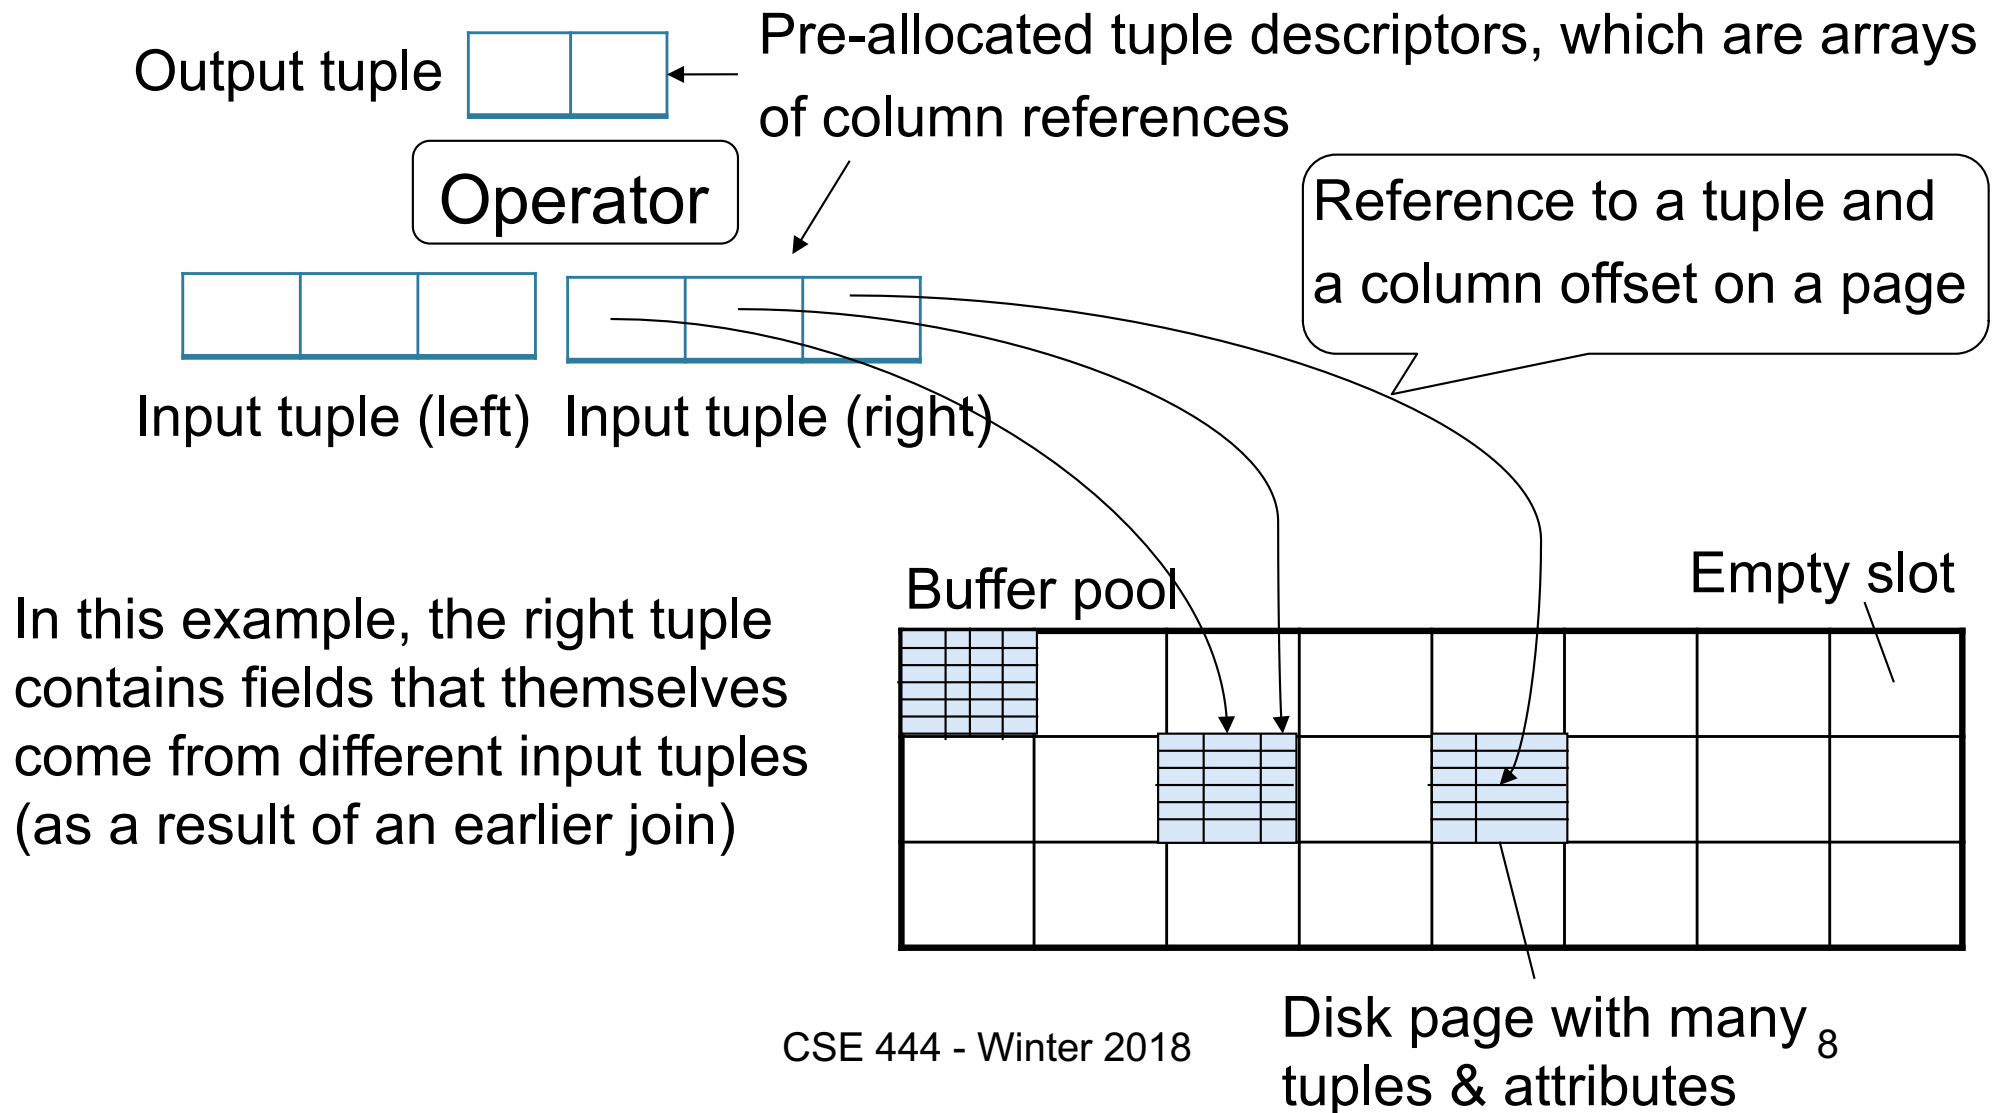 Output tuple
Pre-allocated tuple descriptors, which are arrays
of column references
Operator
Reference to a tuple and
a column offset on a page
Input tuple (left)
Input tuple (right)
In this example, the right tuple
contains fields that themselves
come from different input tuples
(as a result of an earlier join)
Buffer pool
Empty slot
Disk page with many
tuples & attributes
CSE 444 - Winter 2018
8